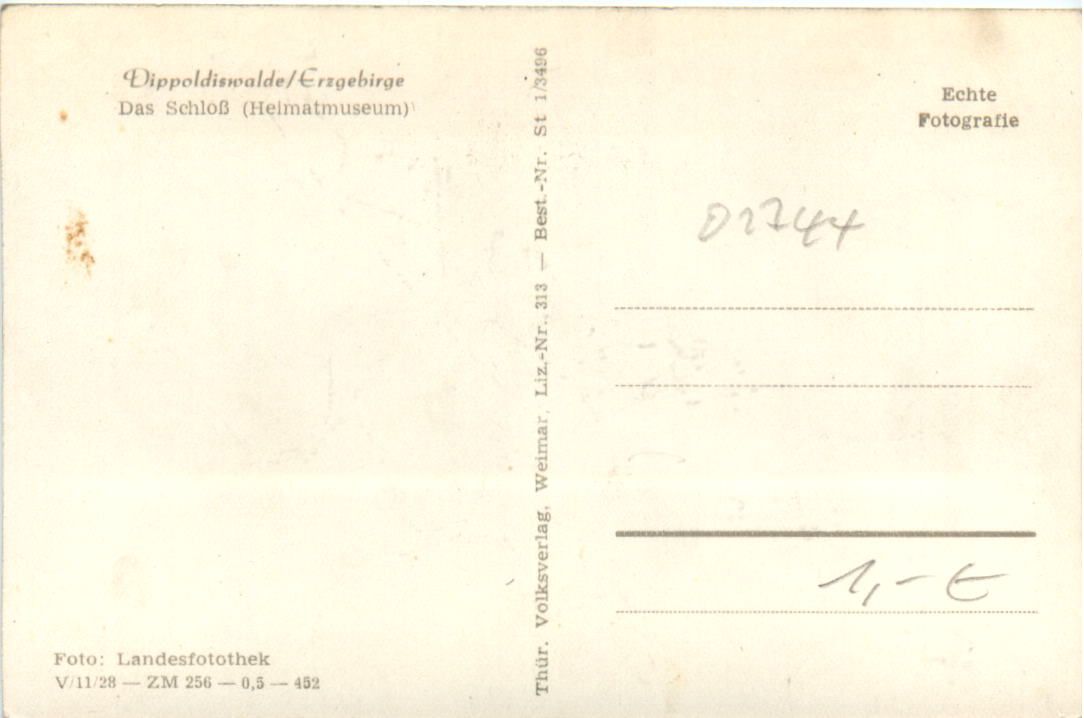 Dippoldiswalde/Erzgebirge
Das Schloß (Heimatmuseum)
Thür. Volksverlag, Weimar, Liz.-Nr. 313 — Best.-Nr. St 1/3496
Echte
Fotografie
01744
1,- €
Foto: Landesfotothek
V/11/28 — ZM 256 — 0,5 — 452